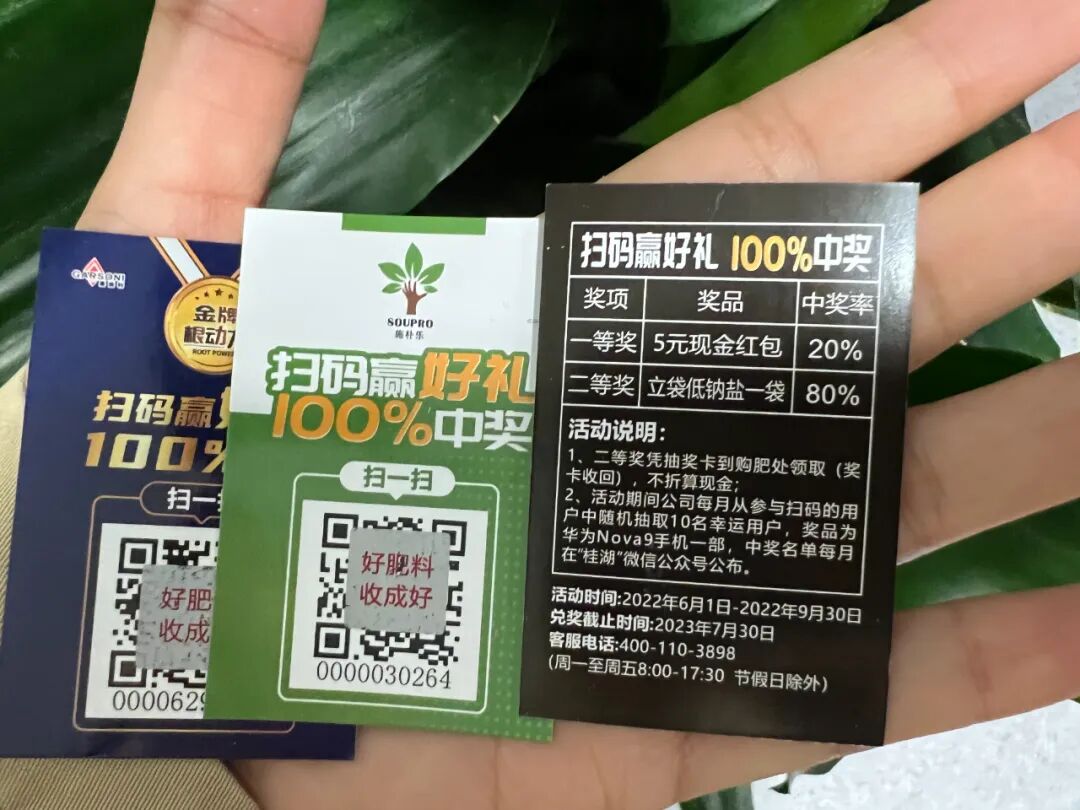 GARSONI
金牌
根动力
ROOT POWER
扫码赢
100%
扫一扫
好肥
收成
SOUPRO
施朴乐
扫码赢好礼
100%中奖
扫一扫
好肥料
收成好
0000030264
扫码赢好礼 100%中奖
奖项 奖品 中奖率
一等奖 5元现金红包 20%
二等奖 立袋低钠盐一袋 80%
活动说明：
1、二等奖凭抽奖卡到购肥处领取（奖
卡收回），不折算现金；
2、活动期间公司每月从参与扫码的用
户中随机抽取10名幸运用户，奖品为
华为Nova9手机一部，中奖名单每月
在“桂湖”微信公众号公布。
活动时间:2022年6月1日-2022年9月30日
兑奖截止时间:2023年7月30日
客服电话:400-110-3898
(周一至周五8:00-17:30 节假日除外)